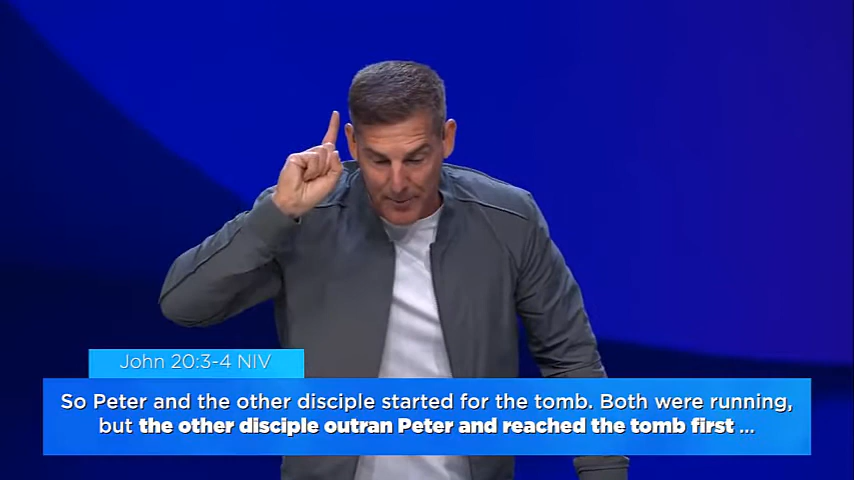 John 20:3-4 NIV
So Peter and the other disciple started for the tomb. Both were running,
but the other disciple outran Peter and reached the tomb first ...